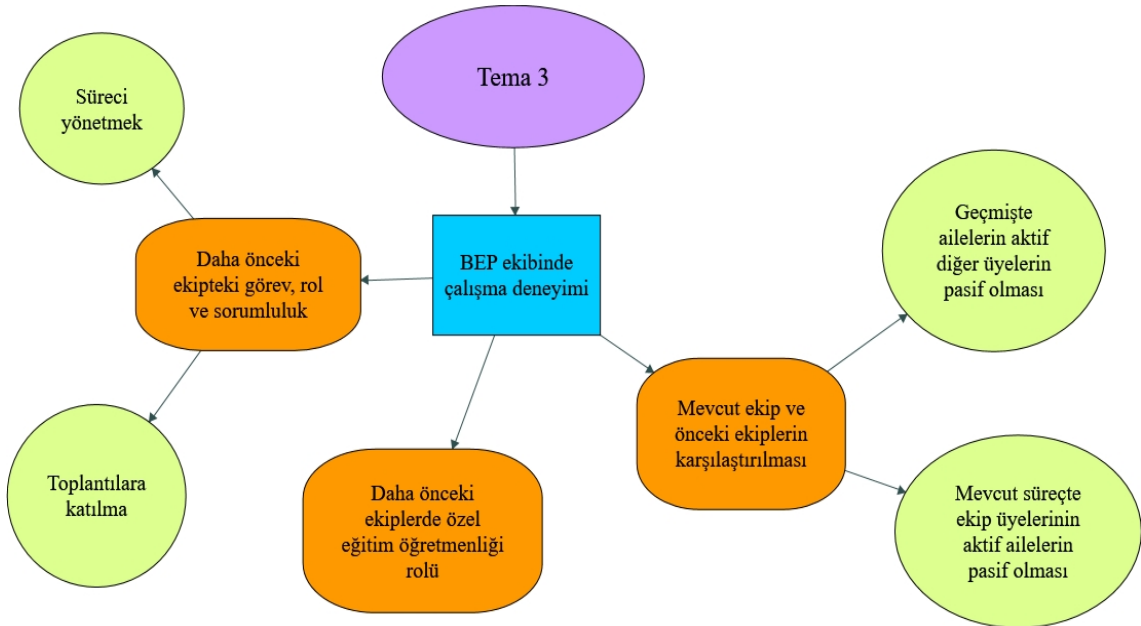 Tema 3
Süreci
yönetmek
Daha önceki
ekipteki görev, rol
ve sorumluluk
BEP ekibinde
çalışma deneyimi
Geçmişte
ailelerin aktif
diğer üyelerin
pasif olması
Toplantılara
katılma
Daha önceki
ekiplerde özel
eğitim öğretmenliği
rolü
Mevcut ekip ve
önceki ekiplerin
karşılaştırılması
Mevcut süreçte
ekip üyelerinin
aktif ailelerin
pasif olması